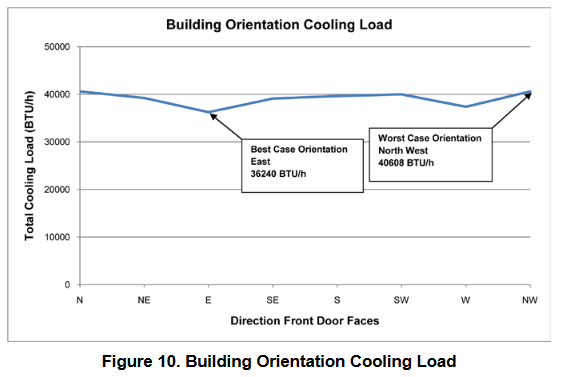 Building Orientation Cooling Load
Total Cooling Load (BTU/h)
50000
40000
30000
20000
10000
0
Best Case Orientation
East
36240 BTU/h
Worst Case Orientation
North West
40608 BTU/h
N NE E SE S SW W NW
Direction Front Door Faces
Figure 10. Building Orientation Cooling Load